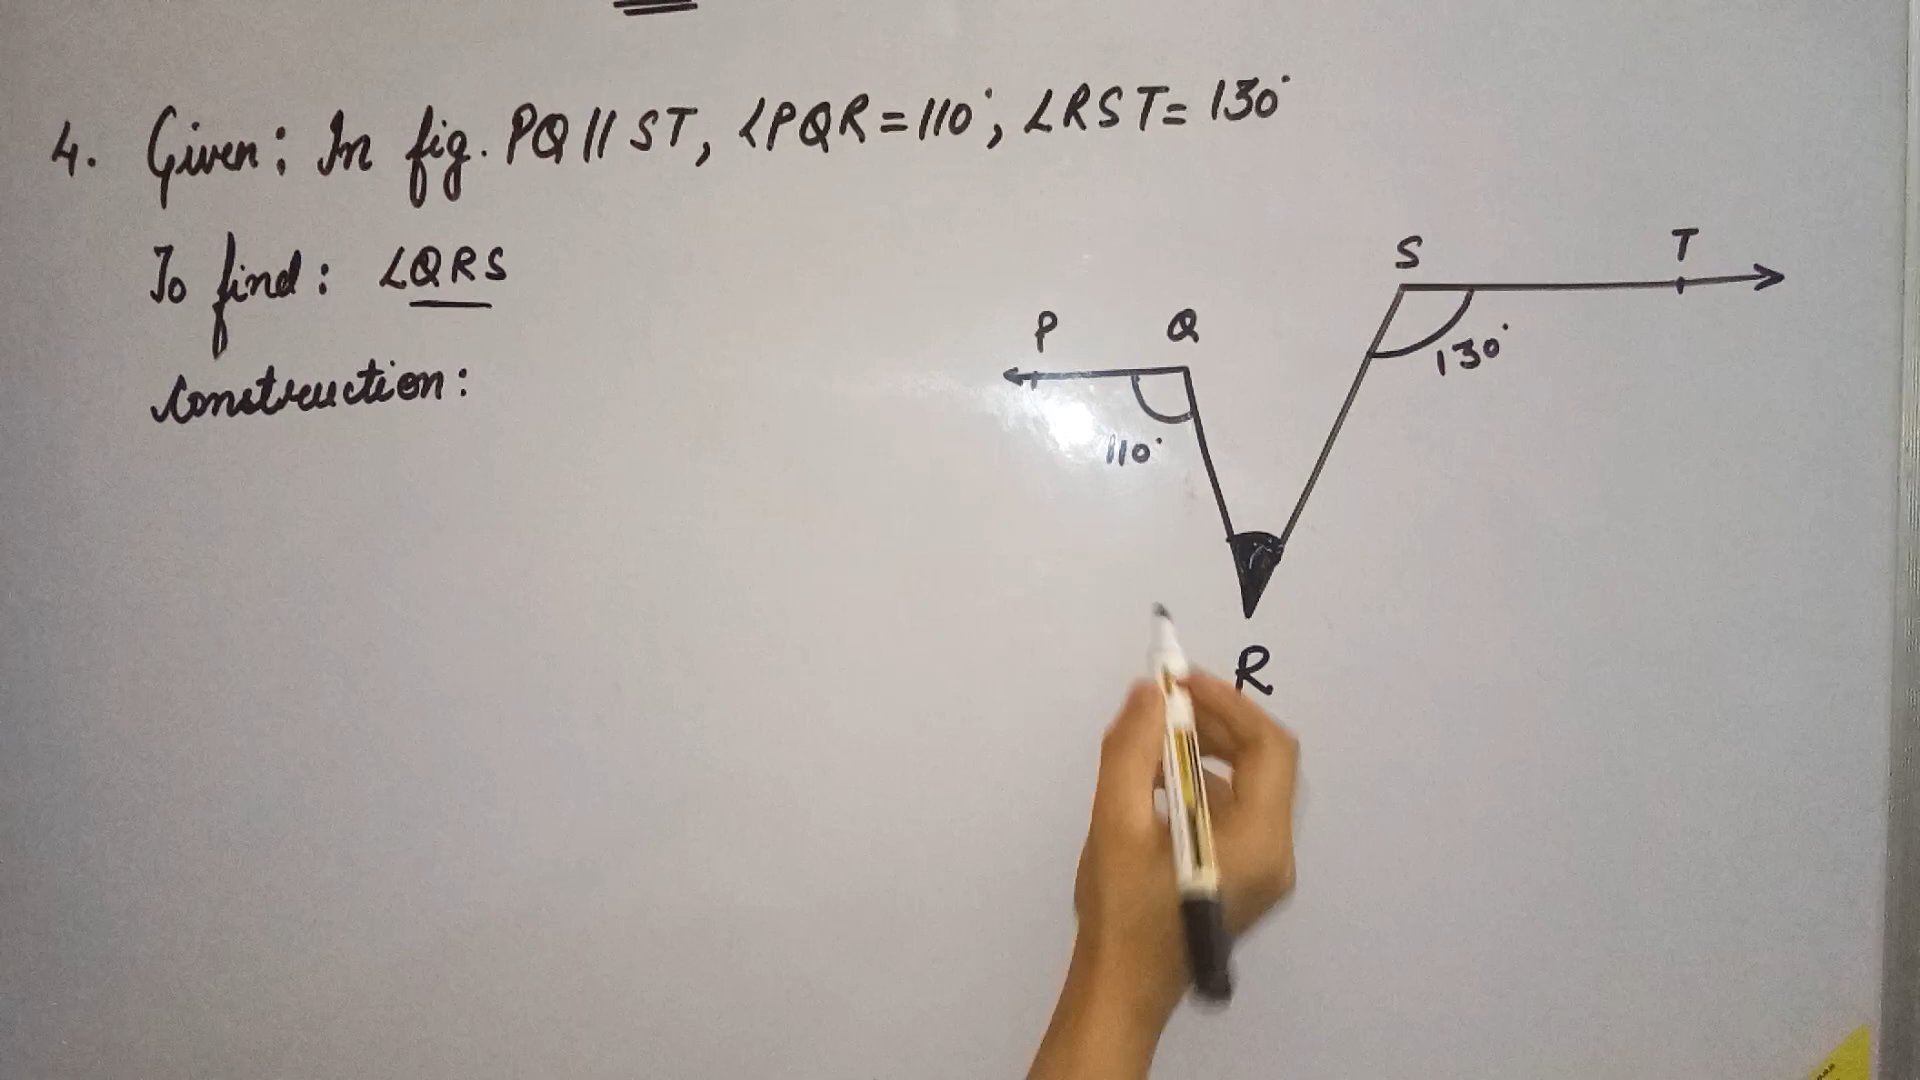 4. Given: In fig. PQ || ST, ∠PQR = 110°, ∠RST = 130°
To find: ∠QRS
Construction:
S
T
P
Q
130°
110°
R